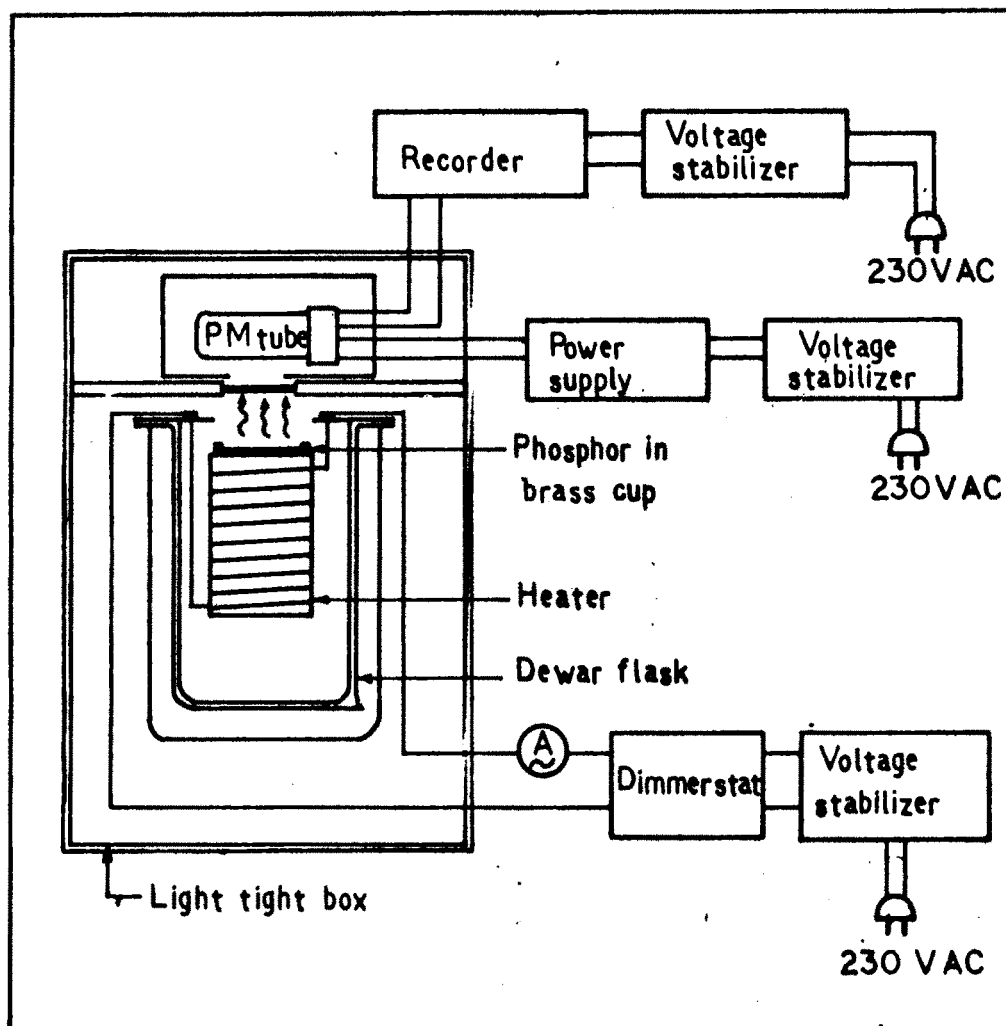 Recorder
Voltage
stabilizer
230VAC
PM tube
Power
supply
Voltage
stabilizer
230VAC
Phosphor in
brass cup
Heater
Dewar flask
A
Dimmerstat
Voltage
stabilizer
230 VAC
Light tight box